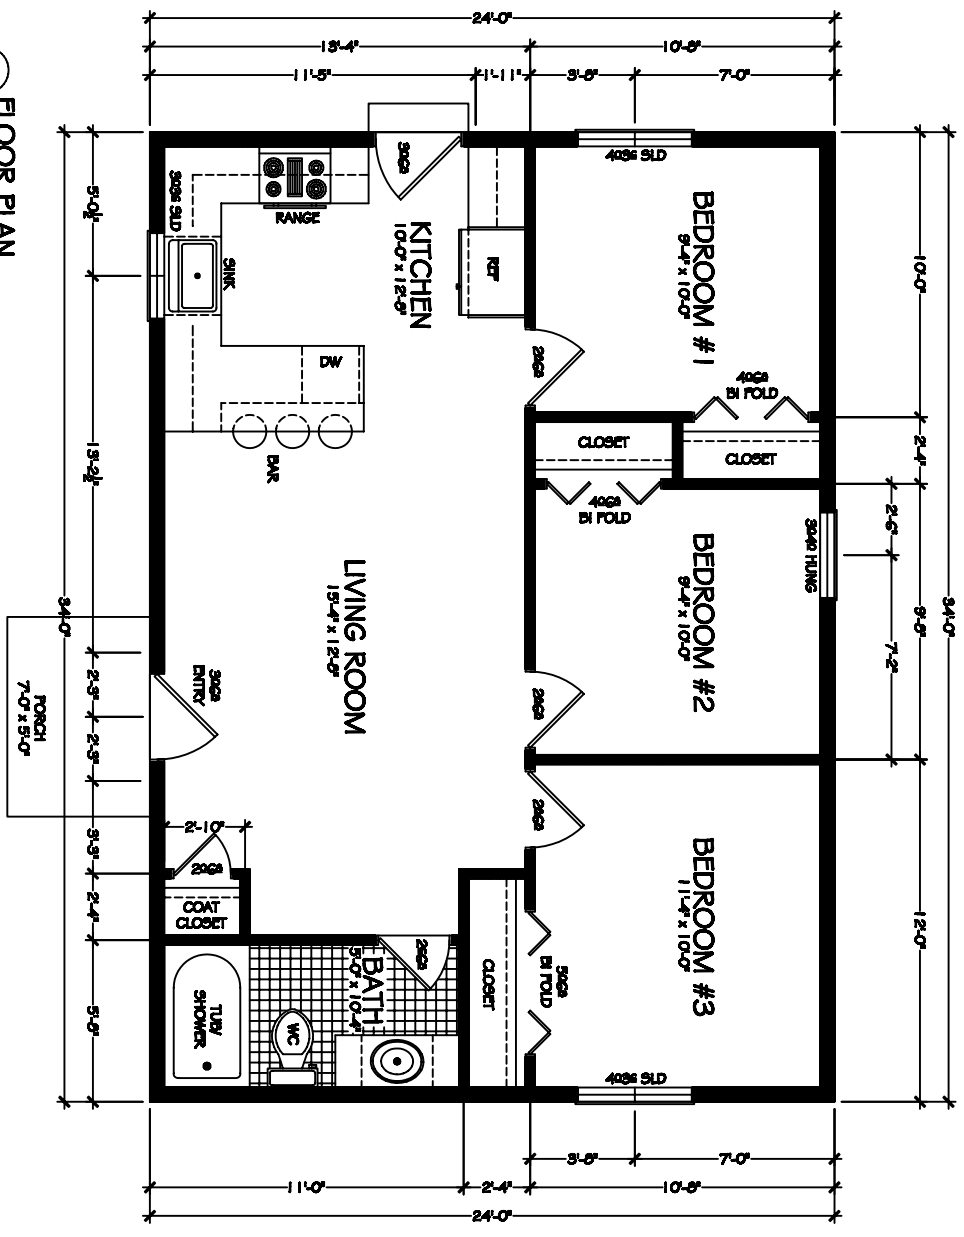 24'-0"
13'-4"
10'-8"
11'-5"
1'-11"
3'-8"
7'-0"
FLOOR PLAN
3068
4036 SLD
5'-0½"
3036 SLD
RANGE
KITCHEN
10'-0" x 12'-8"
REF
SINK
BEDROOM #1
9'-4" x 10'-0"
10'-0"
2668
DW
4068
BI FOLD
BAR
CLOSET
CLOSET
2'-4"
13'-2½"
4068
BI FOLD
3040 HUNG
2'-6"
BEDROOM #2
9'-4" x 10'-0"
LIVING ROOM
15'-4" x 12'-8"
34'-0"
34'-0"
9'-8"
7'-2"
3068
ENTRY
2'-3"
2668
PORCH
7'-0" x 5'-0"
2'-3"
2668
2'-10"
3'-3"
2068
COAT
CLOSET
2'-4"
BEDROOM #3
11'-4" x 10'-0"
12'-0"
2668
BATH
5'-0" x 10'-4"
CLOSET
5068
BI FOLD
TUB/
SHOWER
WC
5'-8"
4036 SLD
3'-8"
7'-0"
11'-0"
2'-4"
10'-8"
24'-0"